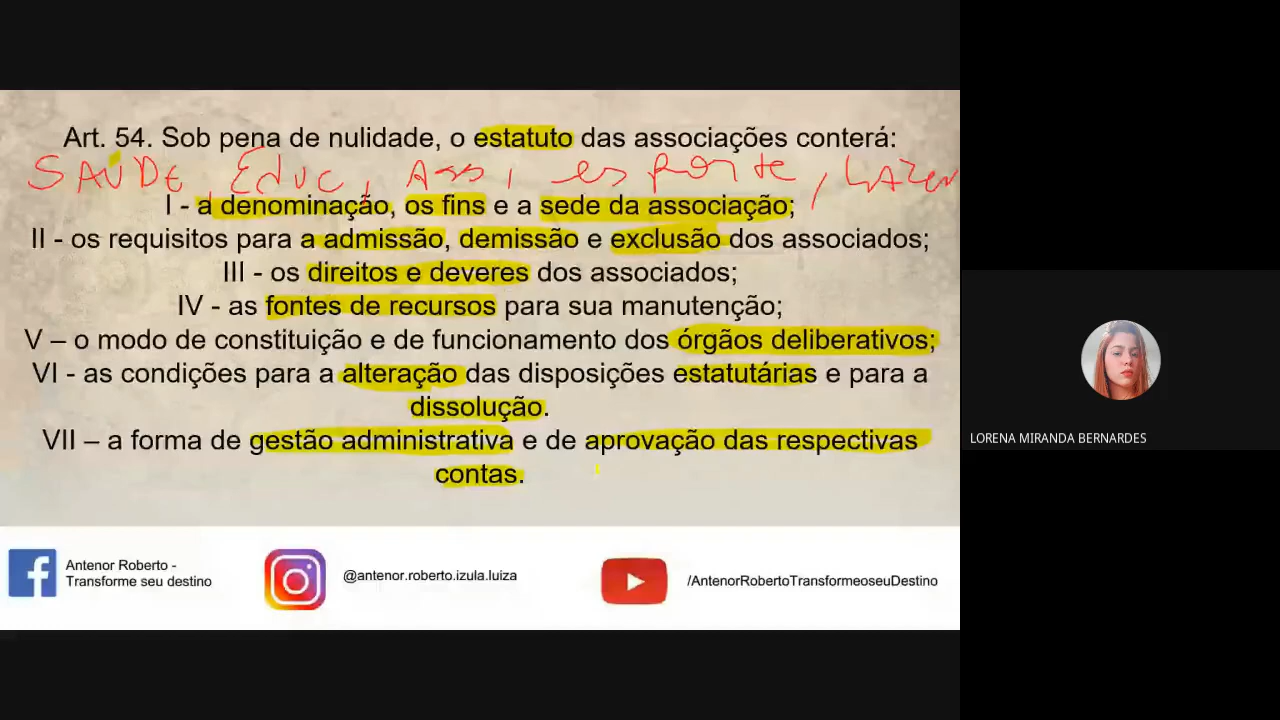 Art. 54. Sob pena de nulidade, o estatuto das associações conterá:
SAÚDE, EDUC, ASS, esporte, LAZER
I - a denominação, os fins e a sede da associação;
II - os requisitos para a admissão, demissão e exclusão dos associados;
III - os direitos e deveres dos associados;
IV - as fontes de recursos para sua manutenção;
V – o modo de constituição e de funcionamento dos órgãos deliberativos;
VI - as condições para a alteração das disposições estatutárias e para a
dissolução.
VII – a forma de gestão administrativa e de aprovação das respectivas
contas.
Antenor Roberto -
Transforme seu destino
@antenor.roberto.izula.luiza
/AntenorRobertoTransformeoseuDestino
LORENA MIRANDA BERNARDES